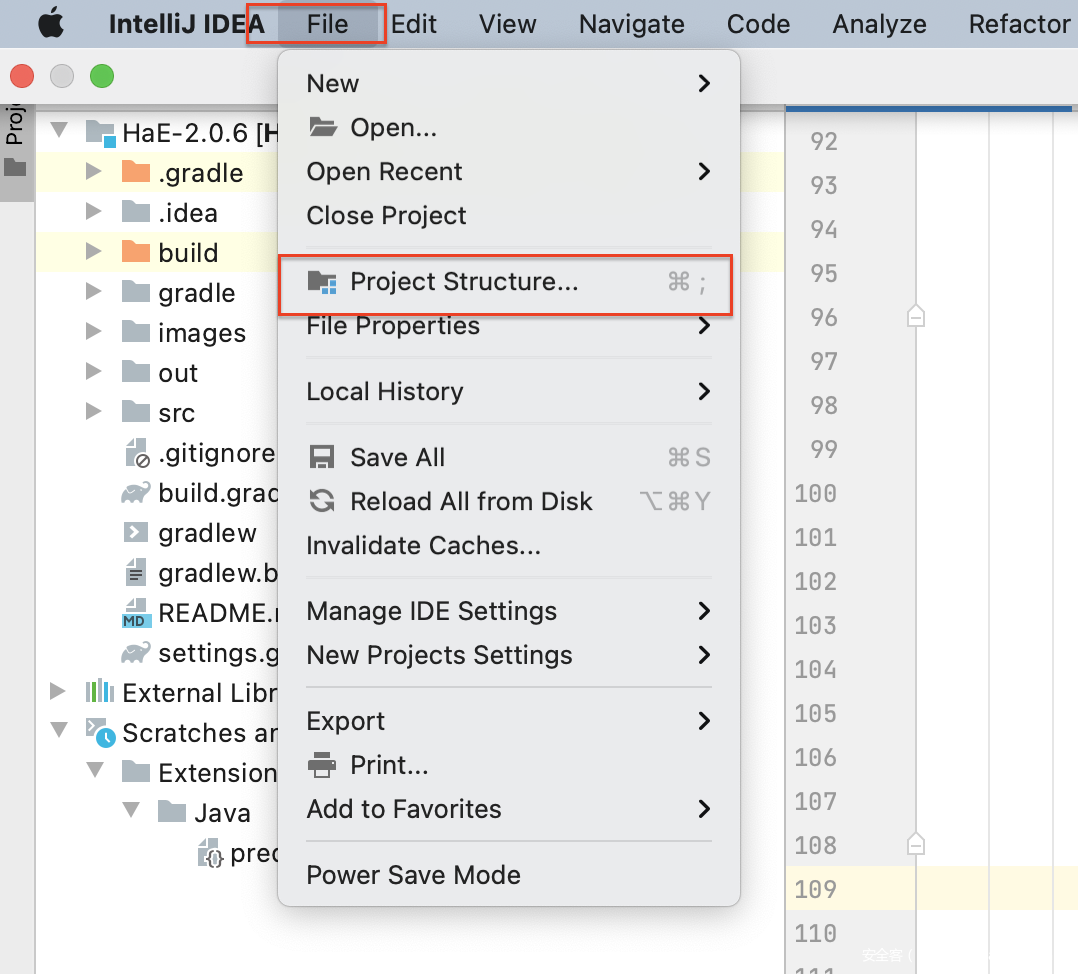 IntelliJ IDEA File Edit View Navigate Code Analyze Refactor
Proj
New
Open...
Open Recent
Close Project
Project Structure... ⌘ ;
File Properties
Local History
Save All ⌘S
Reload All from Disk ⌥⌘Y
Invalidate Caches...
Manage IDE Settings
New Projects Settings
Export
Print...
Add to Favorites
Power Save Mode
HaE-2.0.6 [H
.gradle
.idea
build
gradle
images
out
src
.gitignore
build.grad
gradlew
gradlew.b
MD README.
settings.g
External Libr
Scratches an
Extension
Java
pred
92
93
94
95
96
97
98
99
100
101
102
103
104
105
106
107
108
109
110
111
安全客 (